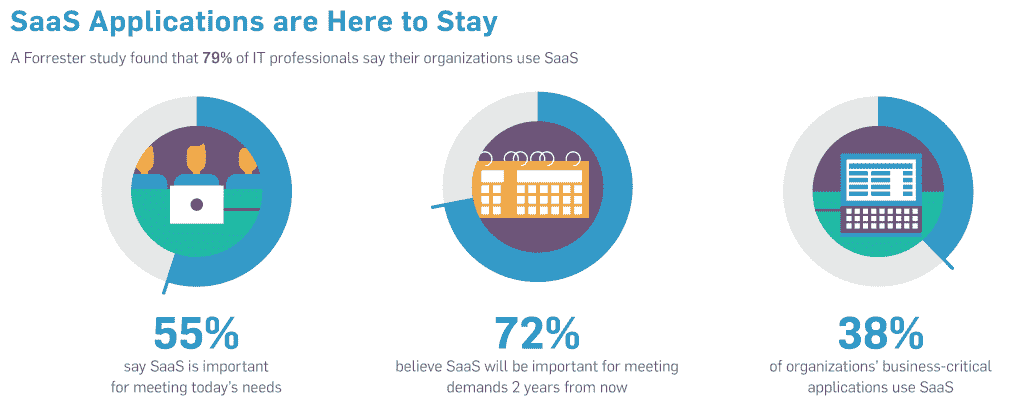 SaaS Applications are Here to Stay
A Forrester study found that 79% of IT professionals say their organizations use SaaS
55%
say SaaS is important
for meeting today's needs
72%
believe SaaS will be important for meeting
demands 2 years from now
38%
of organizations' business-critical
applications use SaaS